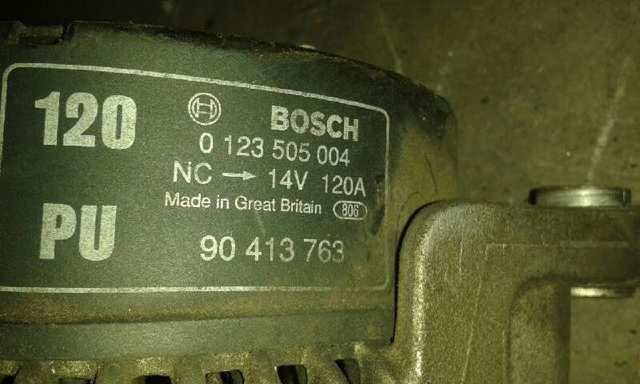 120
PU
BOSCH
0 123 505 004
NC → 14V 120A
Made in Great Britain 806
90 413 763